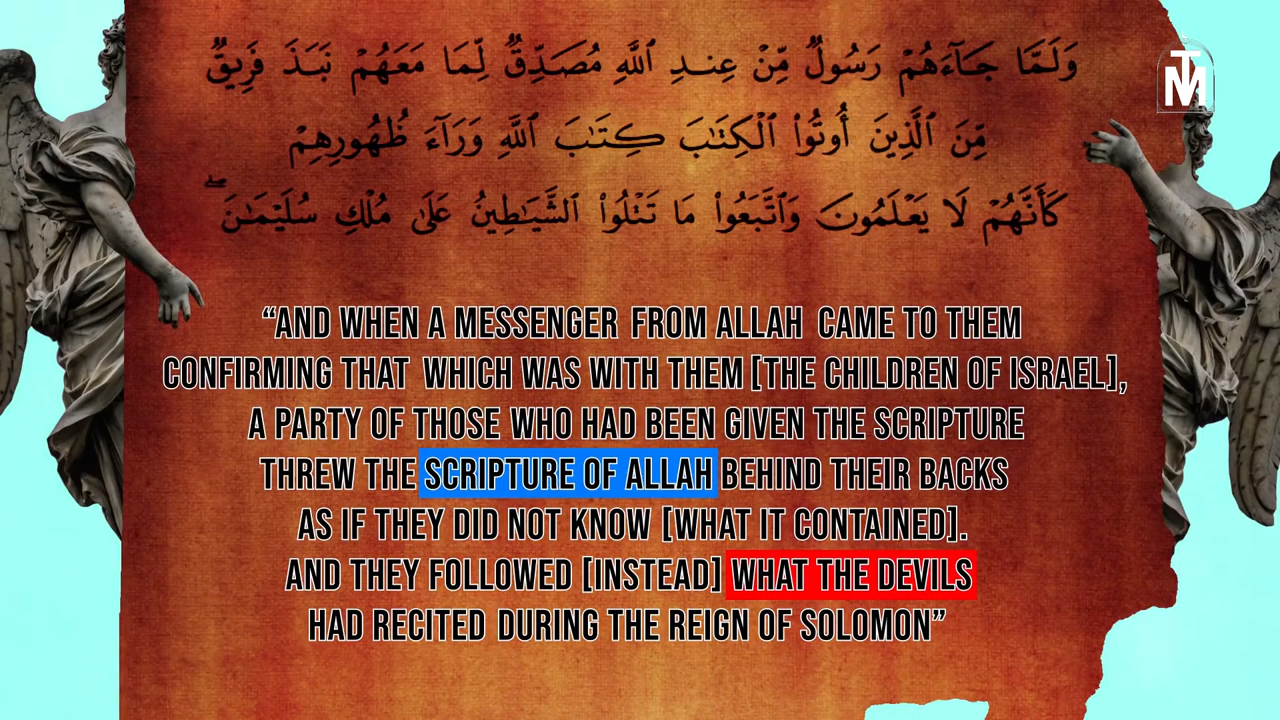 وَلَمَّا جَآءَهُمْ رَسُولٌ مِّنْ عِندِ ٱللَّهِ مُصَدِّقٌ لِّمَا مَعَهُمْ نَبَذَ فَرِيقٌ
مِّنَ ٱلَّذِينَ أُوتُوا۟ ٱلْكِتَـٰبَ كِتَـٰبَ ٱللَّهِ وَرَآءَ ظُهُورِهِمْ
كَأَنَّهُمْ لَا يَعْلَمُونَ وَٱتَّبَعُوا۟ مَا تَتْلُوا۟ ٱلشَّيَـٰطِينُ عَلَىٰ مُلْكِ سُلَيْمَـٰنَ ۖ
“AND WHEN A MESSENGER FROM ALLAH CAME TO THEM
CONFIRMING THAT WHICH WAS WITH THEM [THE CHILDREN OF ISRAEL],
A PARTY OF THOSE WHO HAD BEEN GIVEN THE SCRIPTURE
THREW THE SCRIPTURE OF ALLAH BEHIND THEIR BACKS
AS IF THEY DID NOT KNOW [WHAT IT CONTAINED].
AND THEY FOLLOWED [INSTEAD] WHAT THE DEVILS
HAD RECITED DURING THE REIGN OF SOLOMON”
TM